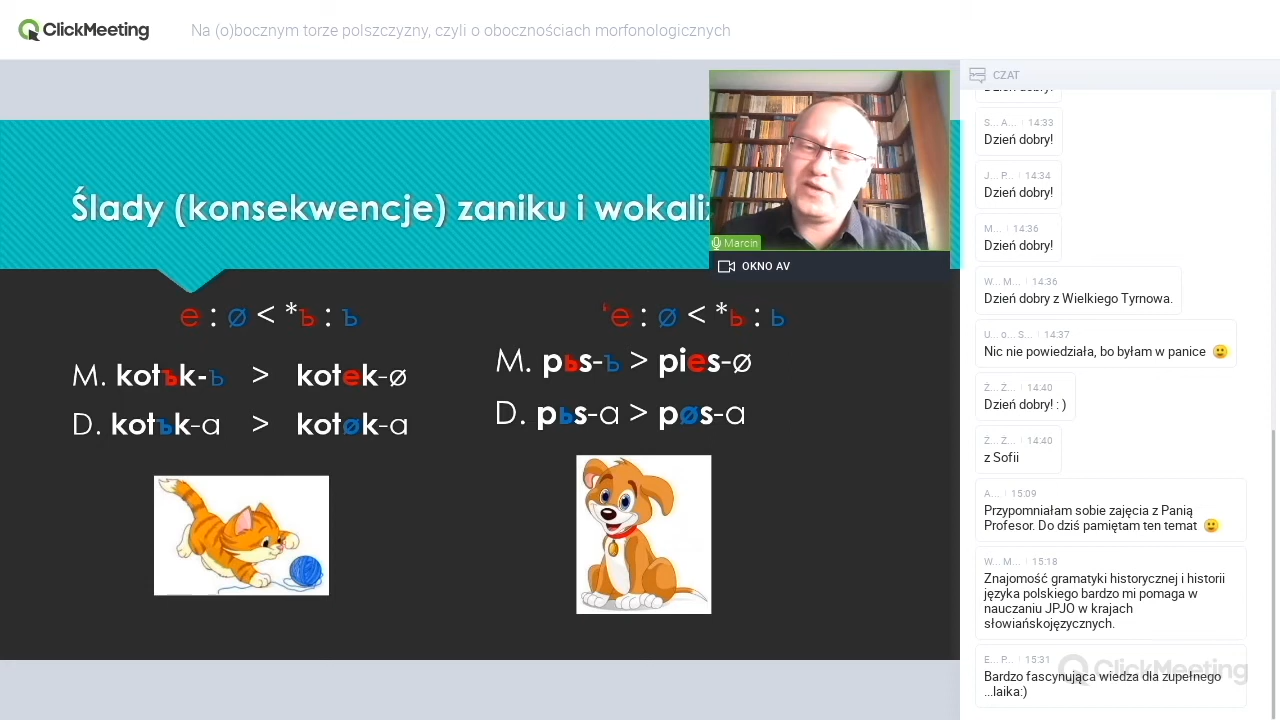 ClickMeeting
Na (o)bocznym torze polszczyzny, czyli o obocznościach morfonologicznych
Ślady (konsekwencje) zaniku i wokali
Marcin
OKNO AV
e : ø < *ъ : ъ
M. kotъk-ъ > kotek-ø
D. kotъk-a > kotøk-a
'e : ø < *ь : ь
M. pьs-ъ > pies-ø
D. pьs-a > pøs-a
CZAT
Dzień dobry!
S... A... 14:33
Dzień dobry!
J... P... 14:34
Dzień dobry!
M... 14:36
Dzień dobry!
W... M... 14:36
Dzień dobry z Wielkiego Tyrnowa.
U... o... S... 14:37
Nic nie powiedziała, bo byłam w panice
Ż... Ż... 14:40
Dzień dobry! : )
Ż... Ż... 14:40
z Sofii
A... 15:09
Przypomniałam sobie zajęcia z Panią
Profesor. Do dziś pamiętam ten temat
W... M... 15:18
Znajomość gramatyki historycznej i historii
języka polskiego bardzo mi pomaga w
nauczaniu JPJO w krajach
słowiańskojęzycznych.
E... P... 15:31
Bardzo fascynująca wiedza dla zupełnego
...laika:)
ClickMeeting